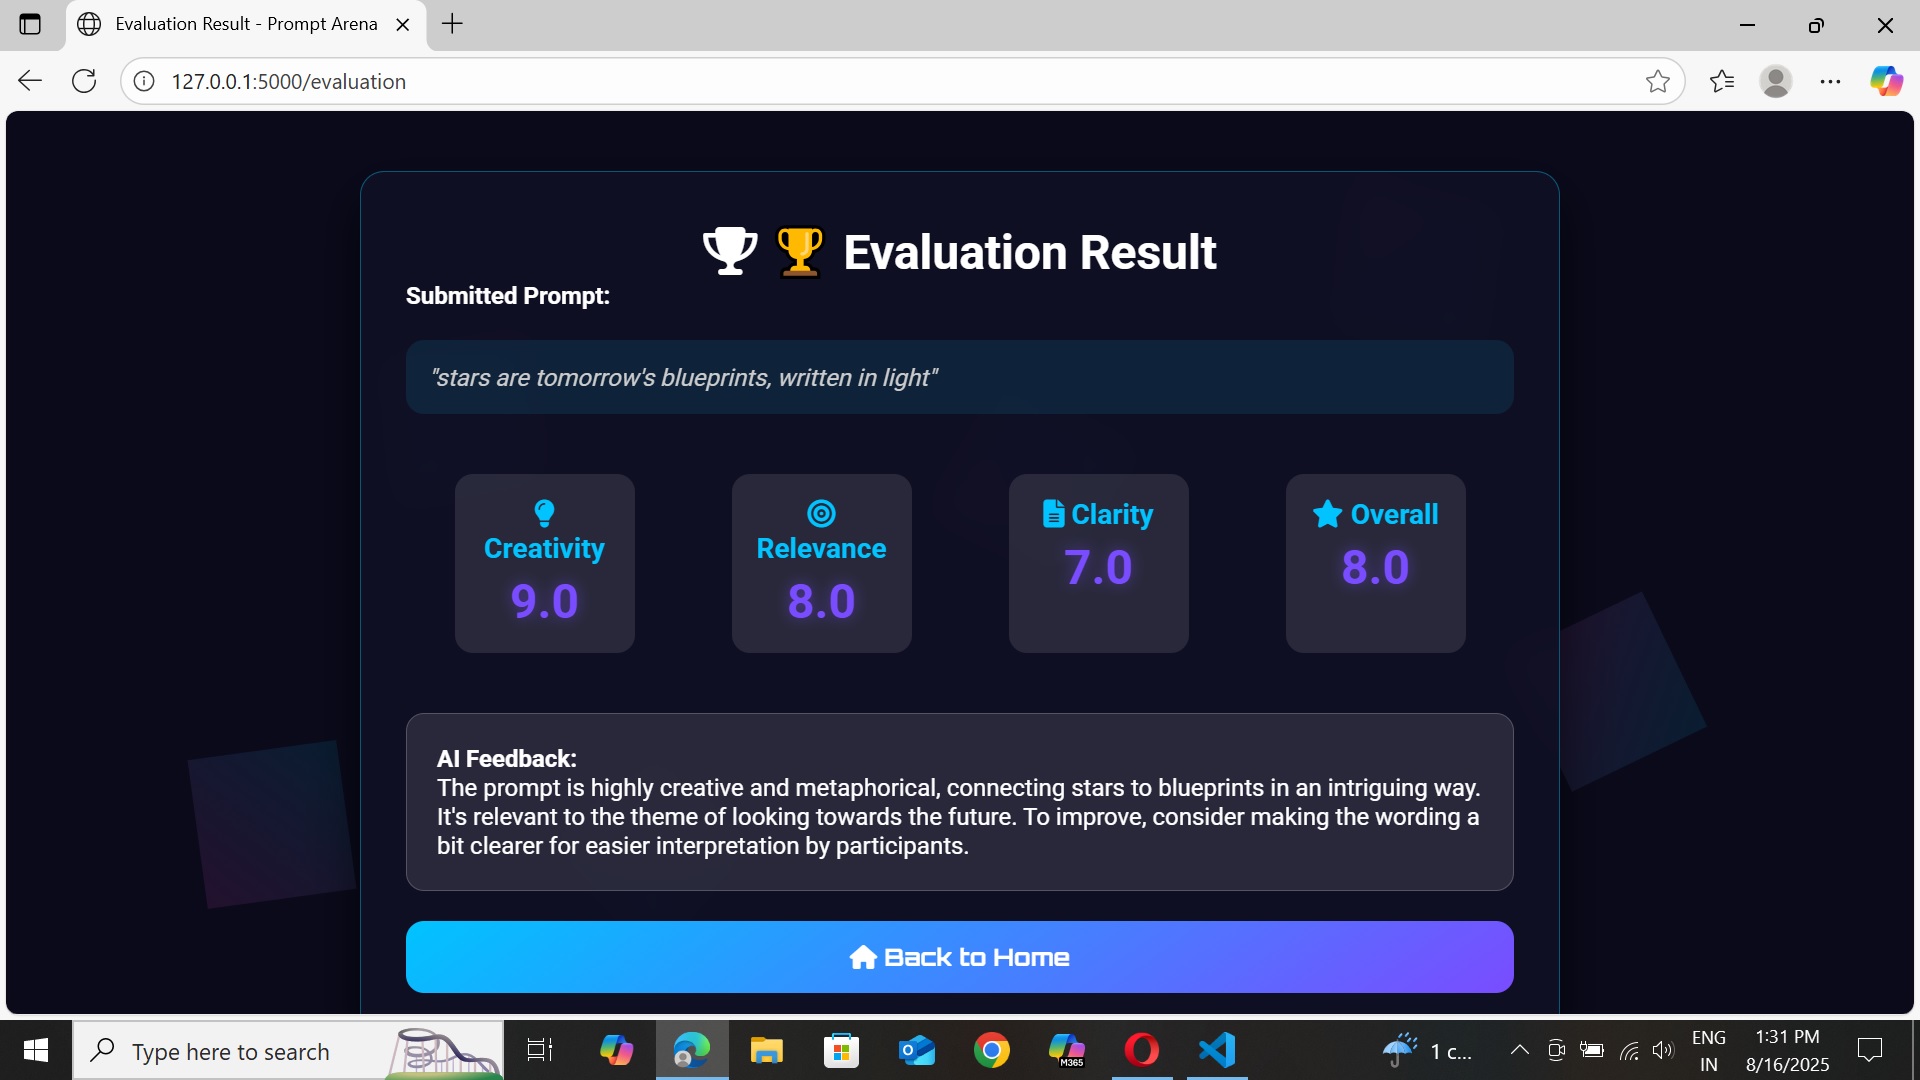 Evaluation Result - Prompt Arena
127.0.0.1:5000/evaluation
Evaluation Result
Submitted Prompt:
"stars are tomorrow's blueprints, written in light"
Creativity
9.0
Relevance
8.0
Clarity
7.0
Overall
8.0
AI Feedback:
The prompt is highly creative and metaphorical, connecting stars to blueprints in an intriguing way.
It's relevant to the theme of looking towards the future. To improve, consider making the wording a
bit clearer for easier interpretation by participants.
Back to Home
Type here to search
M365
1 c...
ENG
IN
1:31 PM
8/16/2025